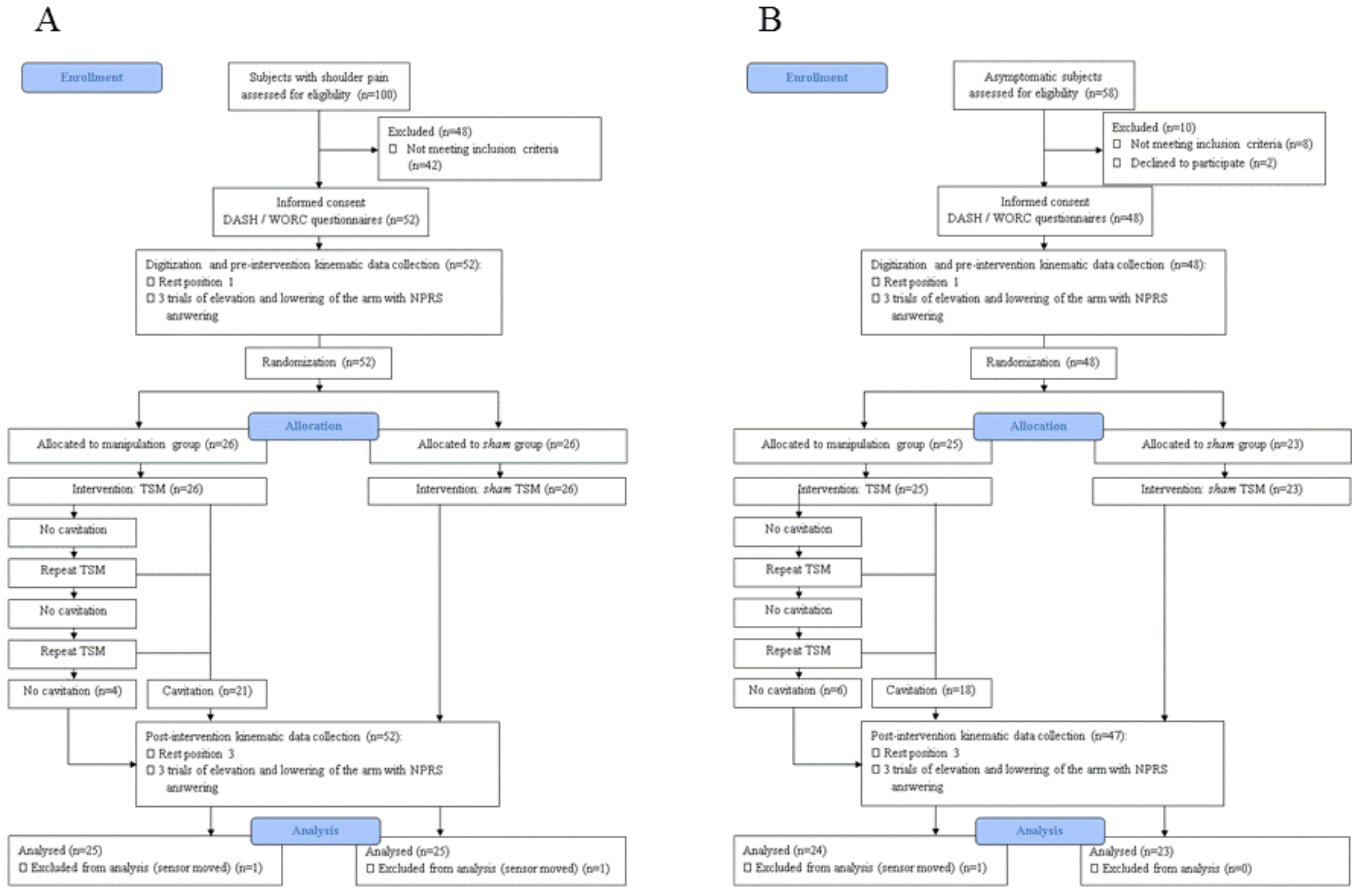 A
Enrollment
Subjects with shoulder pain
assessed for eligibility (n=100)
Excluded (n=48)
Not meeting inclusion criteria
(n=42)
Informed consent
DASH / WORC questionnaires (n=52)
Digitization and pre-intervention kinematic data collection (n=52):
Rest position 1
3 trials of elevation and lowering of the arm with NPRS
answering
Randomization (n=52)
Allocation
Allocated to manipulation group (n=26)
Allocated to sham group (n=26)
Intervention: TSM (n=26)
Intervention: sham TSM (n=26)
No cavitation
Repeat TSM
No cavitation
Repeat TSM
No cavitation (n=4)
Cavitation (n=21)
Post-intervention kinematic data collection (n=52):
Rest position 3
3 trials of elevation and lowering of the arm with NPRS
answering
Analysis
Analysed (n=25)
Excluded from analysis (sensor moved) (n=1)
Analysed (n=25)
Excluded from analysis (sensor moved) (n=1)
B
Enrollment
Asymptomatic subjects
assessed for eligibility (n=58)
Excluded (n=10)
Not meeting inclusion criteria (n=8)
Declined to participate (n=2)
Informed consent
DASH / WORC questionnaires (n=48)
Digitization and pre-intervention kinematic data collection (n=48):
Rest position 1
3 trials of elevation and lowering of the arm with NPRS
answering
Randomization (n=48)
Allocation
Allocated to manipulation group (n=25)
Allocated to sham group (n=23)
Intervention: TSM (n=25)
Intervention: sham TSM (n=23)
No cavitation
Repeat TSM
No cavitation
Repeat TSM
No cavitation (n=6)
Cavitation (n=18)
Post-intervention kinematic data collection (n=47):
Rest position 3
3 trials of elevation and lowering of the arm with NPRS
answering
Analysis
Analysed (n=24)
Excluded from analysis (sensor moved) (n=1)
Analysed (n=23)
Excluded from analysis (n=0)